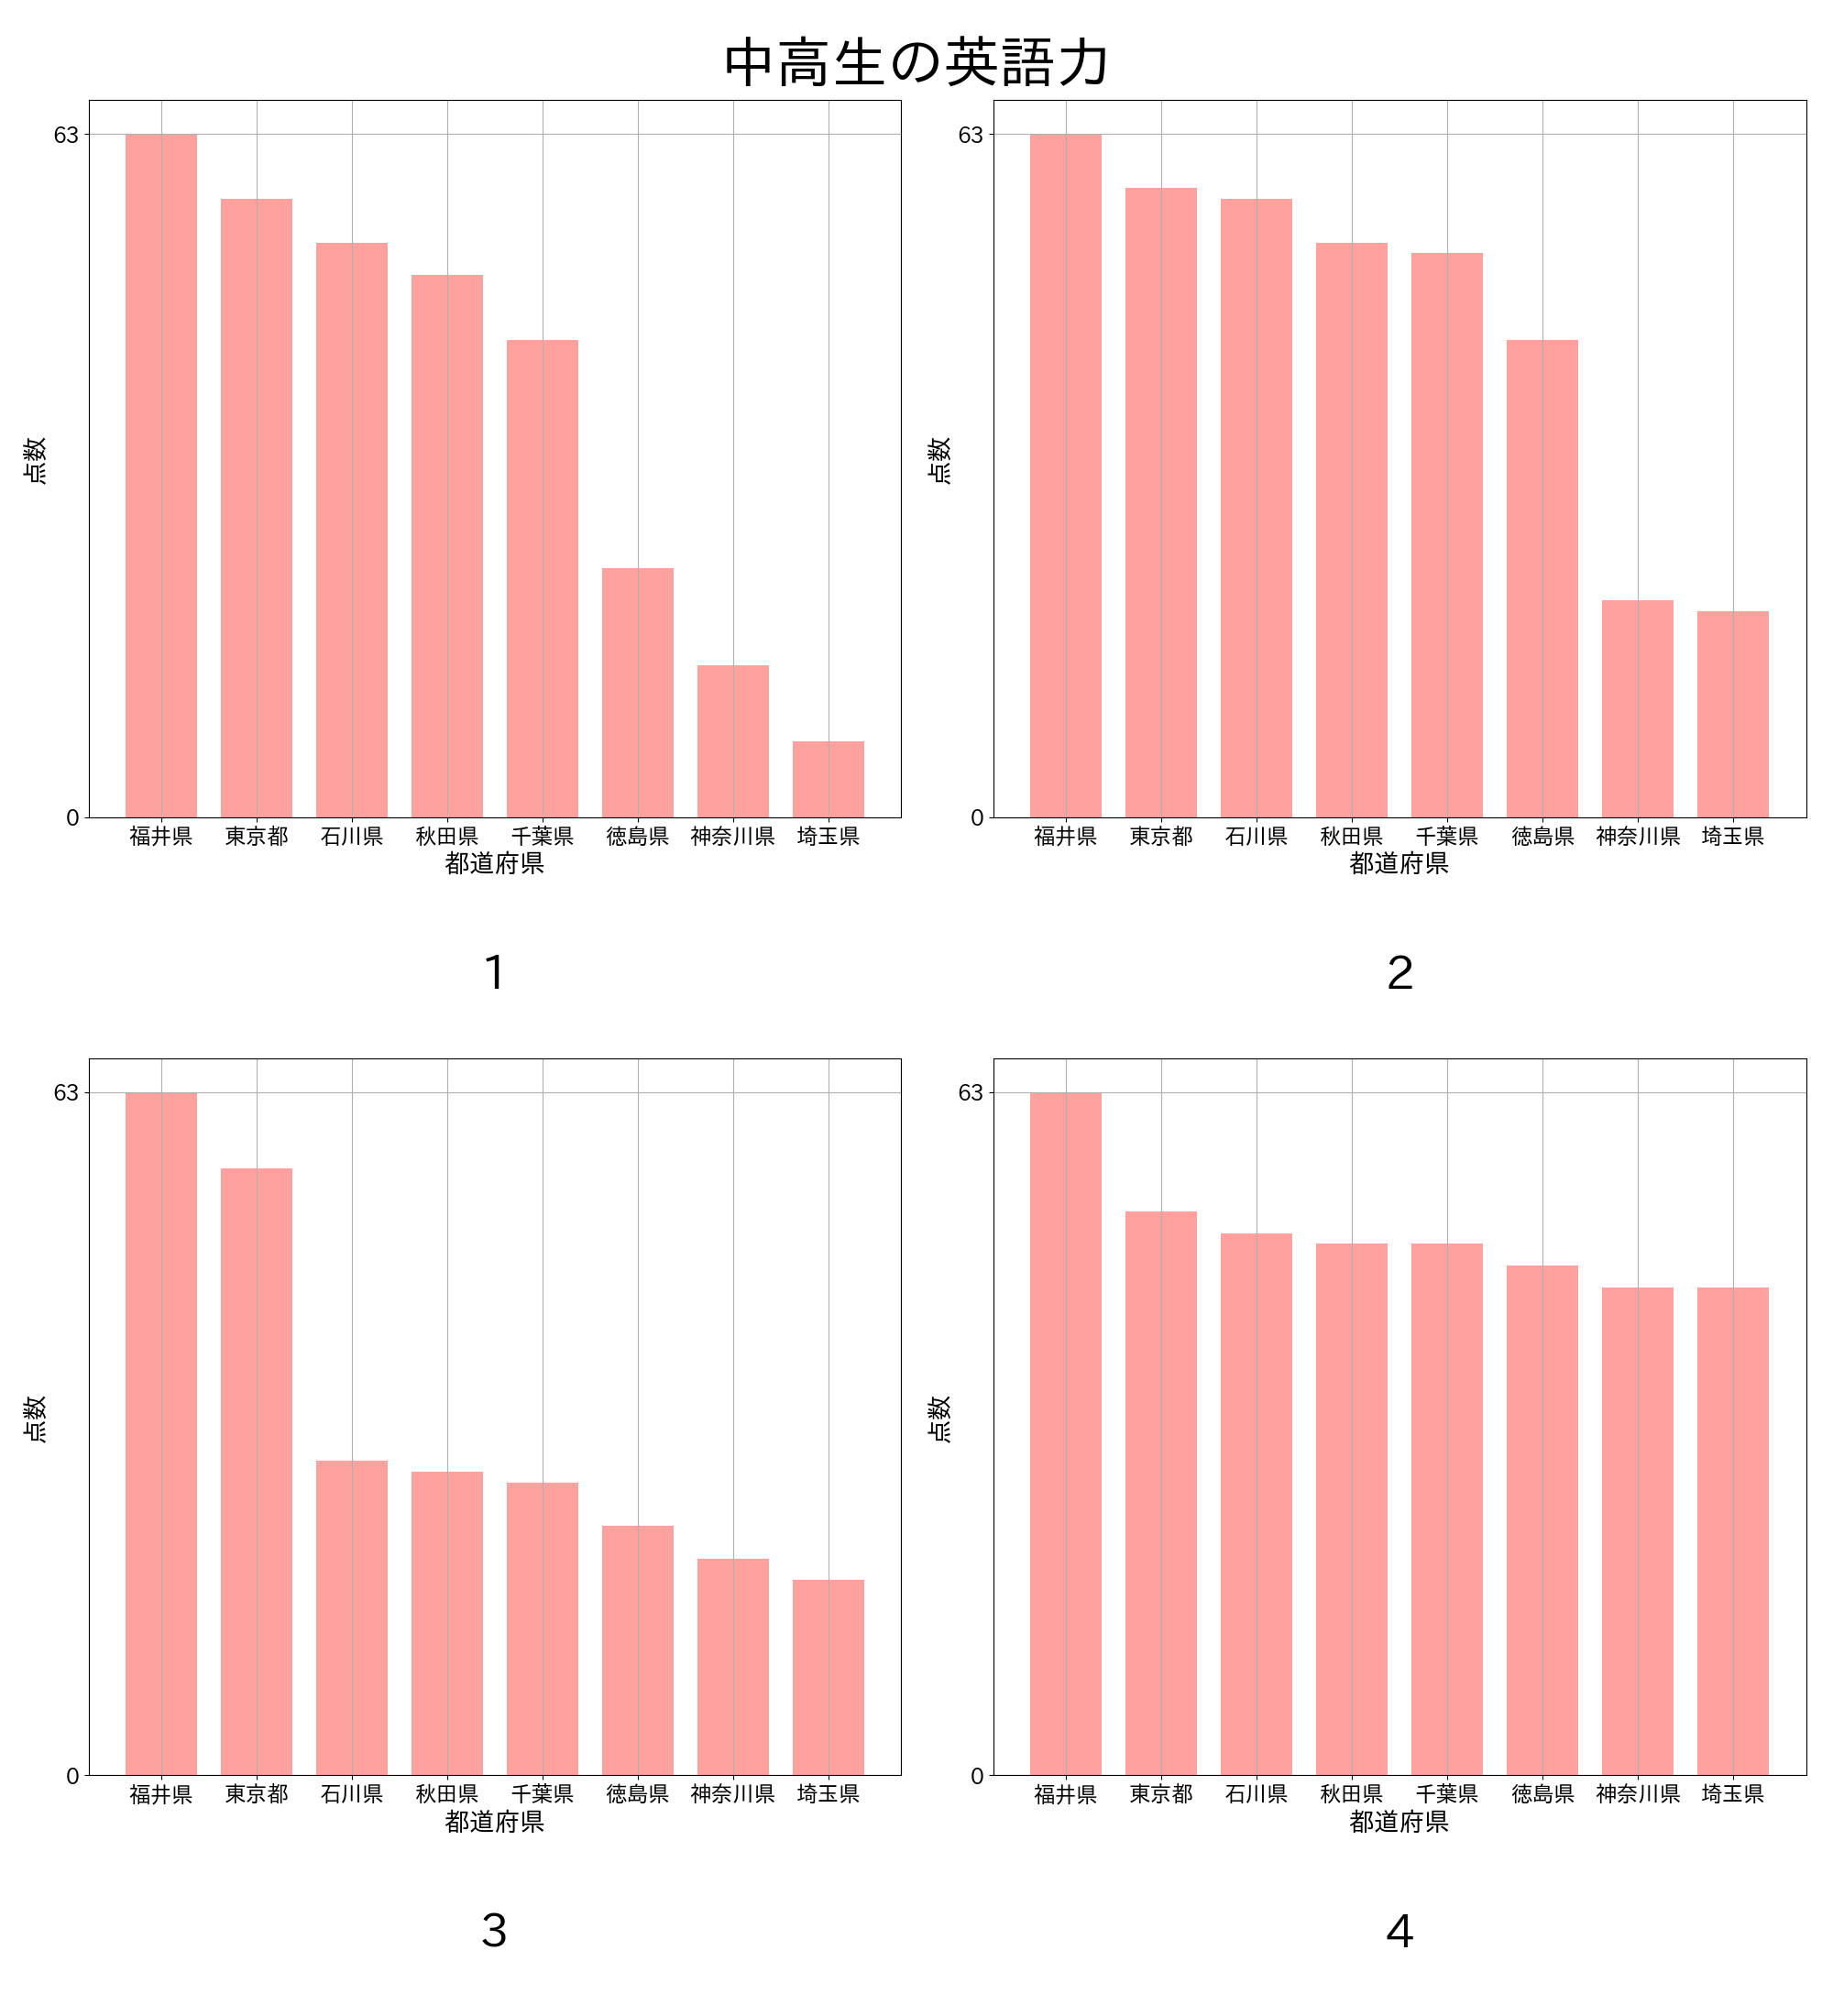 中高生の英語力
63
点数
0
福井県 東京都 石川県 秋田県 千葉県 徳島県 神奈川県 埼玉県
都道府県
1
63
点数
0
福井県 東京都 石川県 秋田県 千葉県 徳島県 神奈川県 埼玉県
都道府県
2
63
点数
0
福井県 東京都 石川県 秋田県 千葉県 徳島県 神奈川県 埼玉県
都道府県
3
63
点数
0
福井県 東京都 石川県 秋田県 千葉県 徳島県 神奈川県 埼玉県
都道府県
4